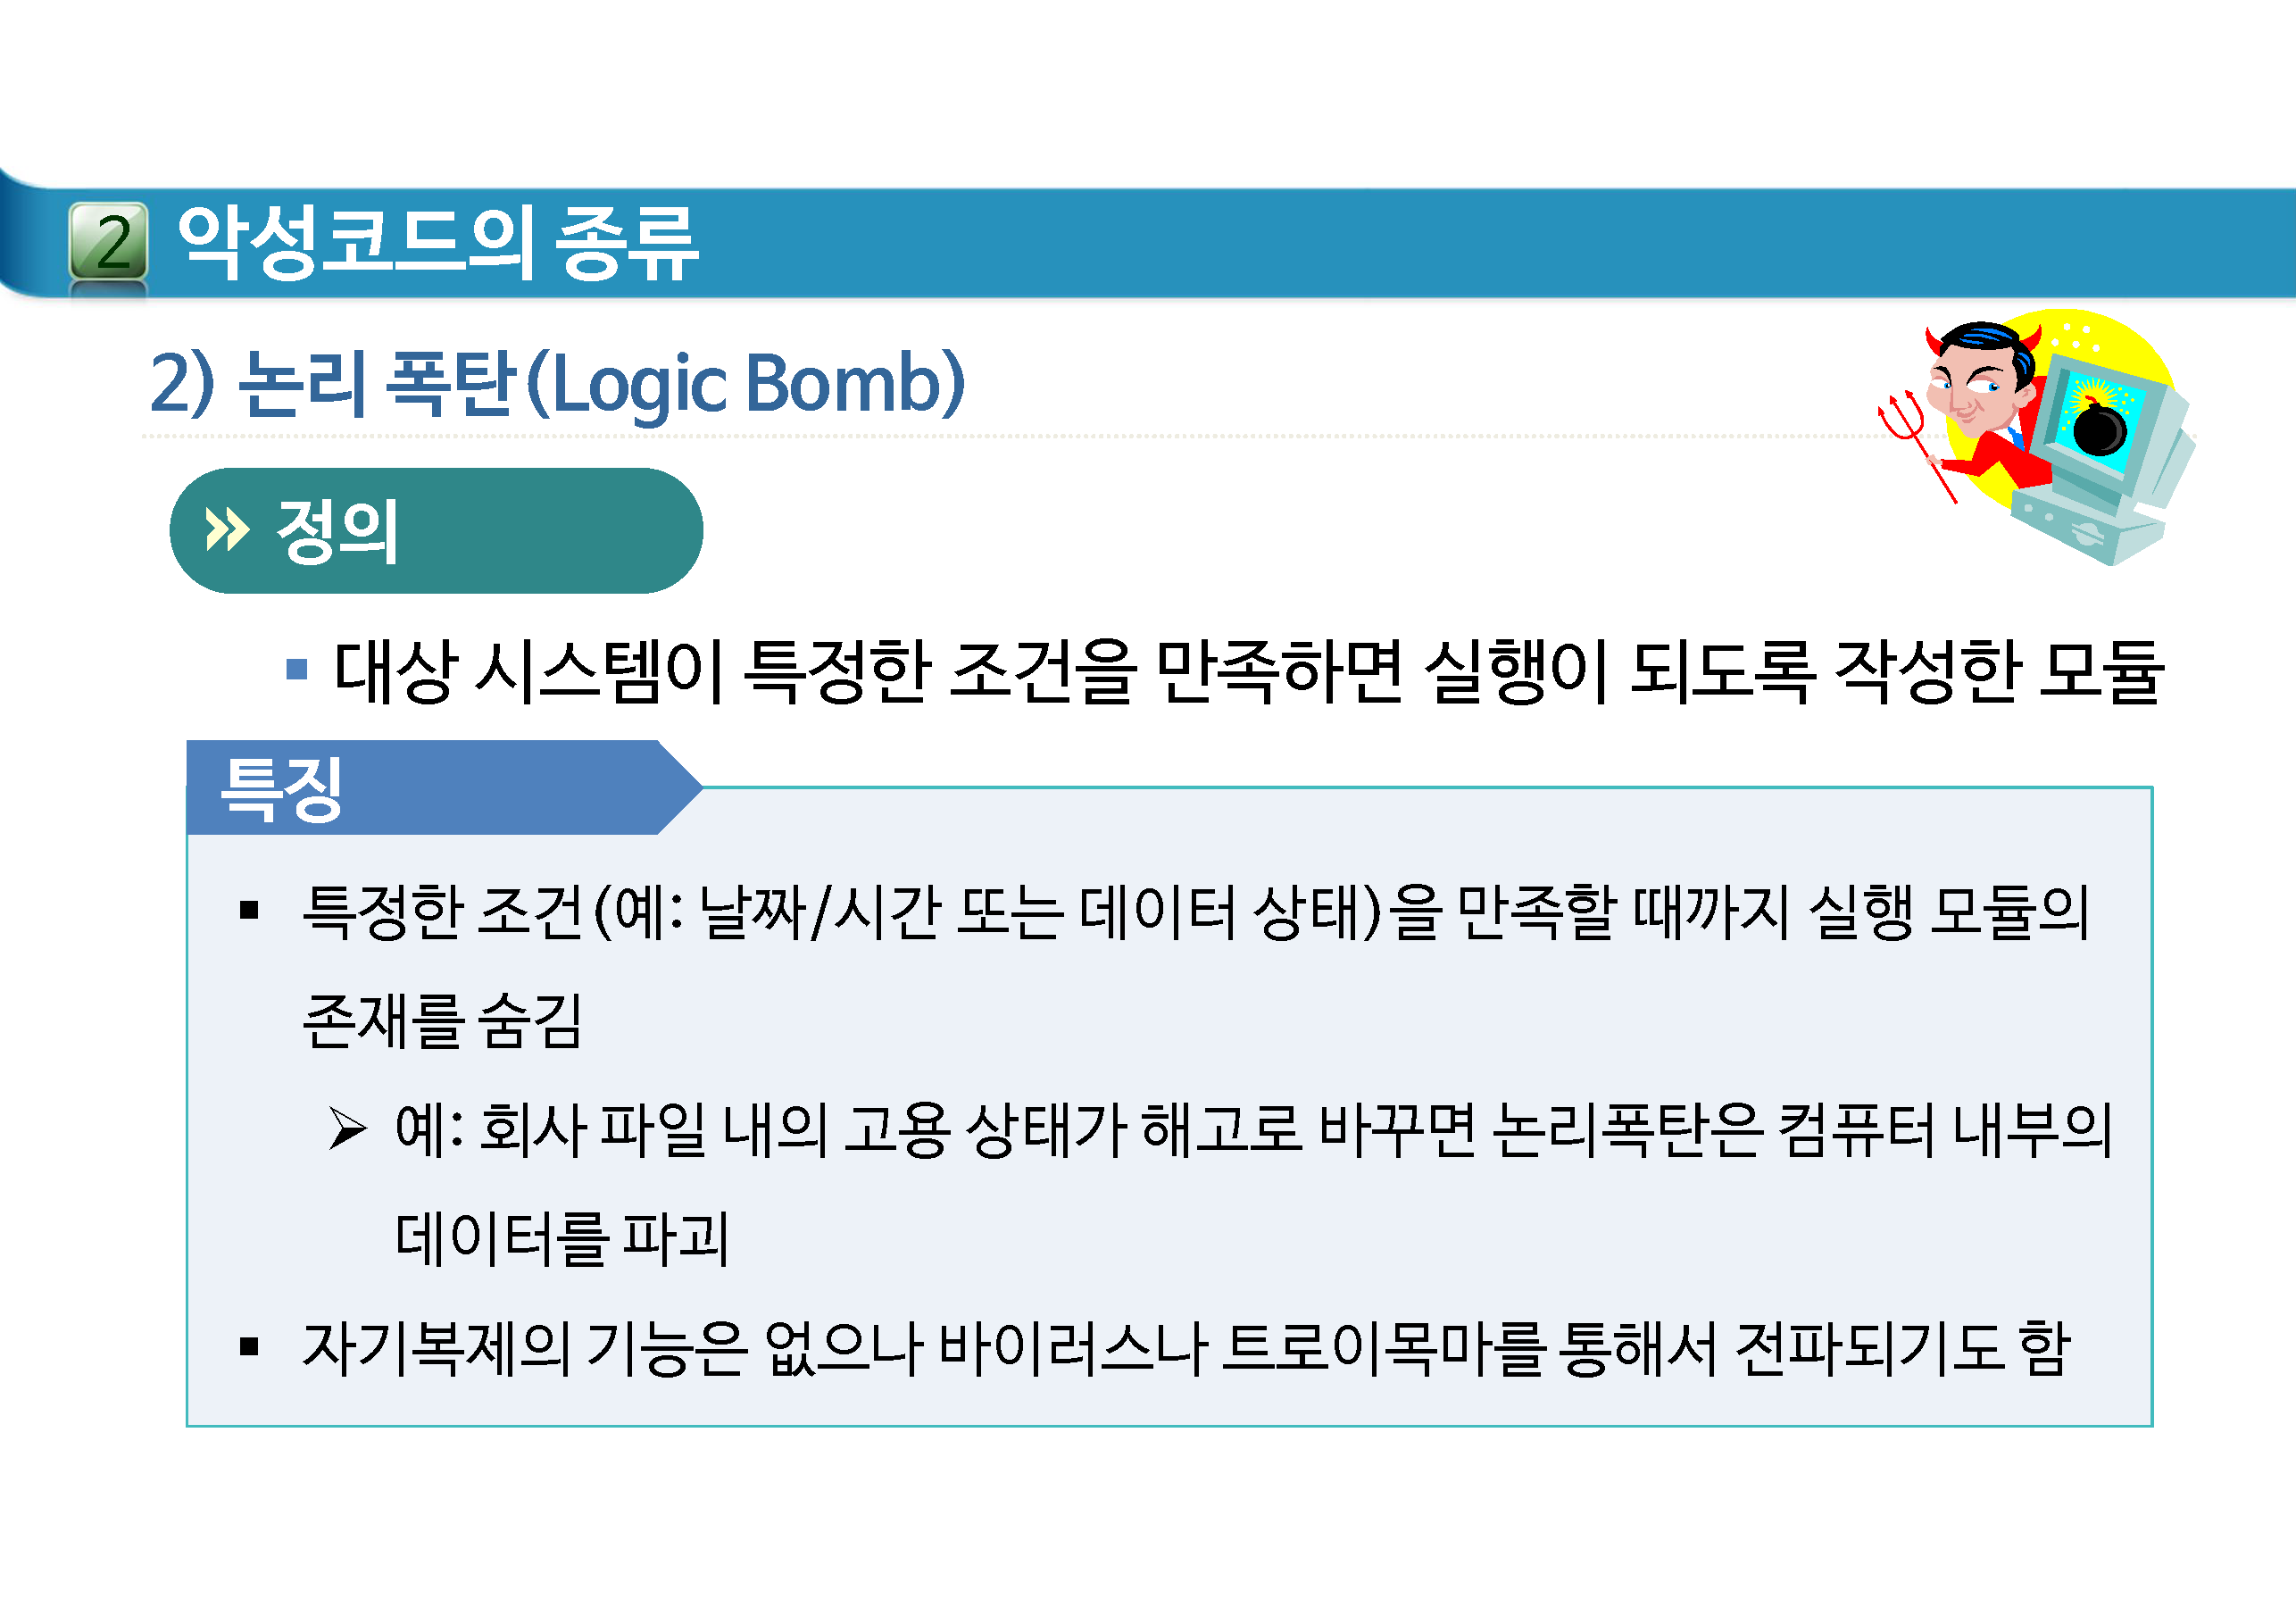 2 악성코드의 종류
2) 논리 폭탄(Logic Bomb)
» 정의
▪ 대상 시스템이 특정한 조건을 만족하면 실행이 되도록 작성한 모듈
특징
▪ 특정한 조건(예: 날짜/시간 또는 데이터 상태)을 만족할 때까지 실행 모듈의
존재를 숨김
➢ 예: 회사 파일 내의 고용 상태가 해고로 바꾸면 논리폭탄은 컴퓨터 내부의
데이터를 파괴
▪ 자기복제의 기능은 없으나 바이러스나 트로이목마를 통해서 전파되기도 함